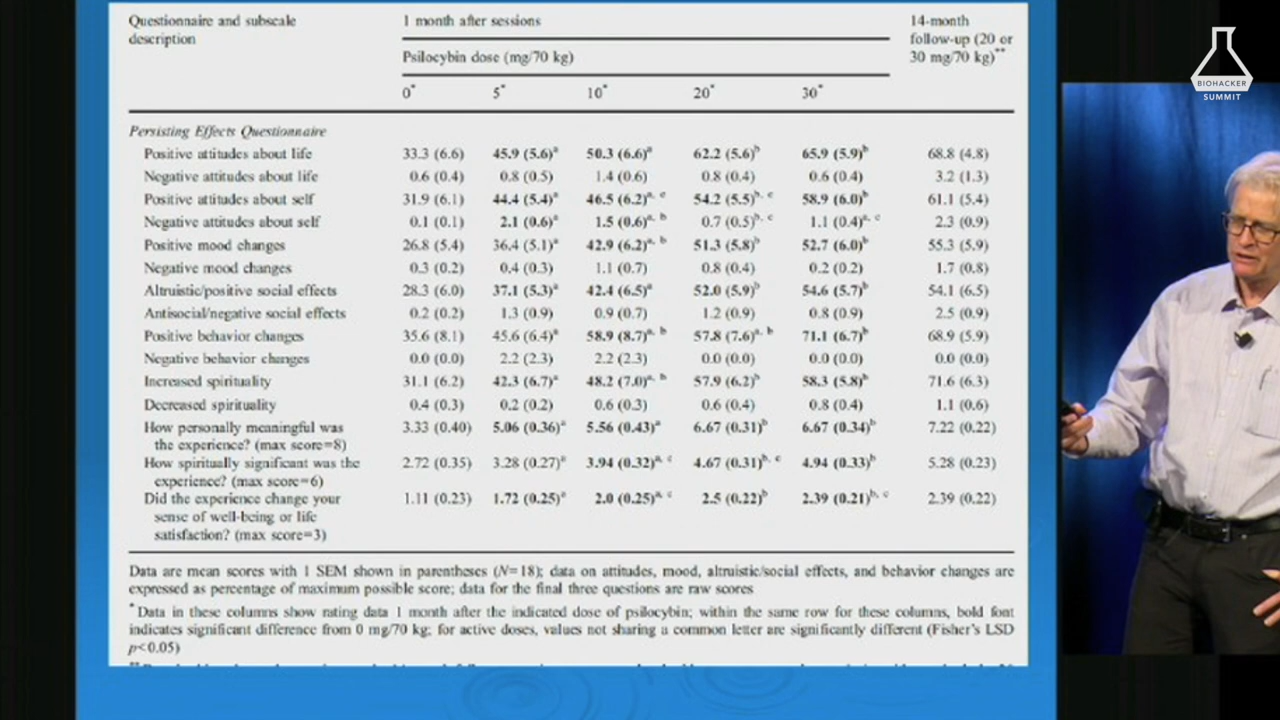 Questionnaire and subscale description
1 month after sessions
14-month follow-up (20 or 30 mg/70 kg)**
Psilocybin dose (mg/70 kg)
0* 5* 10* 20* 30*
Persisting Effects Questionnaire
Positive attitudes about life 33.3 (6.6) 45.9 (5.6)a 50.3 (6.6)a 62.2 (5.6)b 65.9 (5.9)b 68.8 (4.8)
Negative attitudes about life 0.6 (0.4) 0.8 (0.5) 1.4 (0.6) 0.8 (0.4) 0.6 (0.4) 3.2 (1.3)
Positive attitudes about self 31.9 (6.1) 44.4 (5.4)a 46.5 (6.2)a, c 54.2 (5.5)b, c 58.9 (6.0)b 61.1 (5.4)
Negative attitudes about self 0.1 (0.1) 2.1 (0.6)a 1.5 (0.6)a, b 0.7 (0.5)b, c 1.1 (0.4)a, c 2.3 (0.9)
Positive mood changes 26.8 (5.4) 36.4 (5.1)a 42.9 (6.2)a, b 51.3 (5.8)b 52.7 (6.0)b 55.3 (5.9)
Negative mood changes 0.3 (0.2) 0.4 (0.3) 1.1 (0.7) 0.8 (0.4) 0.2 (0.2) 1.7 (0.8)
Altruistic/positive social effects 28.3 (6.0) 37.1 (5.3)a 42.4 (6.5)a 52.0 (5.9)b 54.6 (5.7)b 54.1 (6.5)
Antisocial/negative social effects 0.2 (0.2) 1.3 (0.9) 0.9 (0.7) 1.2 (0.9) 0.8 (0.9) 2.5 (0.9)
Positive behavior changes 35.6 (8.1) 45.6 (6.4)a 58.9 (8.7)a, b 57.8 (7.6)a, b 71.1 (6.7)b 68.9 (5.9)
Negative behavior changes 0.0 (0.0) 2.2 (2.3) 2.2 (2.3) 0.0 (0.0) 0.0 (0.0) 0.0 (0.0)
Increased spirituality 31.1 (6.2) 42.3 (6.7)a 48.2 (7.0)a, b 57.9 (6.2)b 58.3 (5.8)b 71.6 (6.3)
Decreased spirituality 0.4 (0.3) 0.2 (0.2) 0.6 (0.3) 0.6 (0.4) 0.8 (0.4) 1.1 (0.6)
How personally meaningful was 3.33 (0.40) 5.06 (0.36)a 5.56 (0.43)a 6.67 (0.31)b 6.67 (0.34)b 7.22 (0.22)
the experience? (max score=8)
How spiritually significant was the 2.72 (0.35) 3.28 (0.27)a 3.94 (0.32)a, c 4.67 (0.31)b, c 4.94 (0.33)b 5.28 (0.23)
experience? (max score=6)
Did the experience change your 1.11 (0.23) 1.72 (0.25)a 2.0 (0.25)a, c 2.5 (0.22)b 2.39 (0.21)b, c 2.39 (0.22)
sense of well-being or life
satisfaction? (max score=3)
Data are mean scores with 1 SEM shown in parentheses (N=18); data on attitudes, mood, altruistic/social effects, and behavior changes are
expressed as percentage of maximum possible score; data for the final three questions are raw scores
*Data in these columns show rating data 1 month after the indicated dose of psilocybin; within the same row for these columns, bold font
indicates significant difference from 0 mg/70 kg; for active doses, values not sharing a common letter are significantly different (Fisher's LSD
p<0.05)
BIOHACKER
SUMMIT